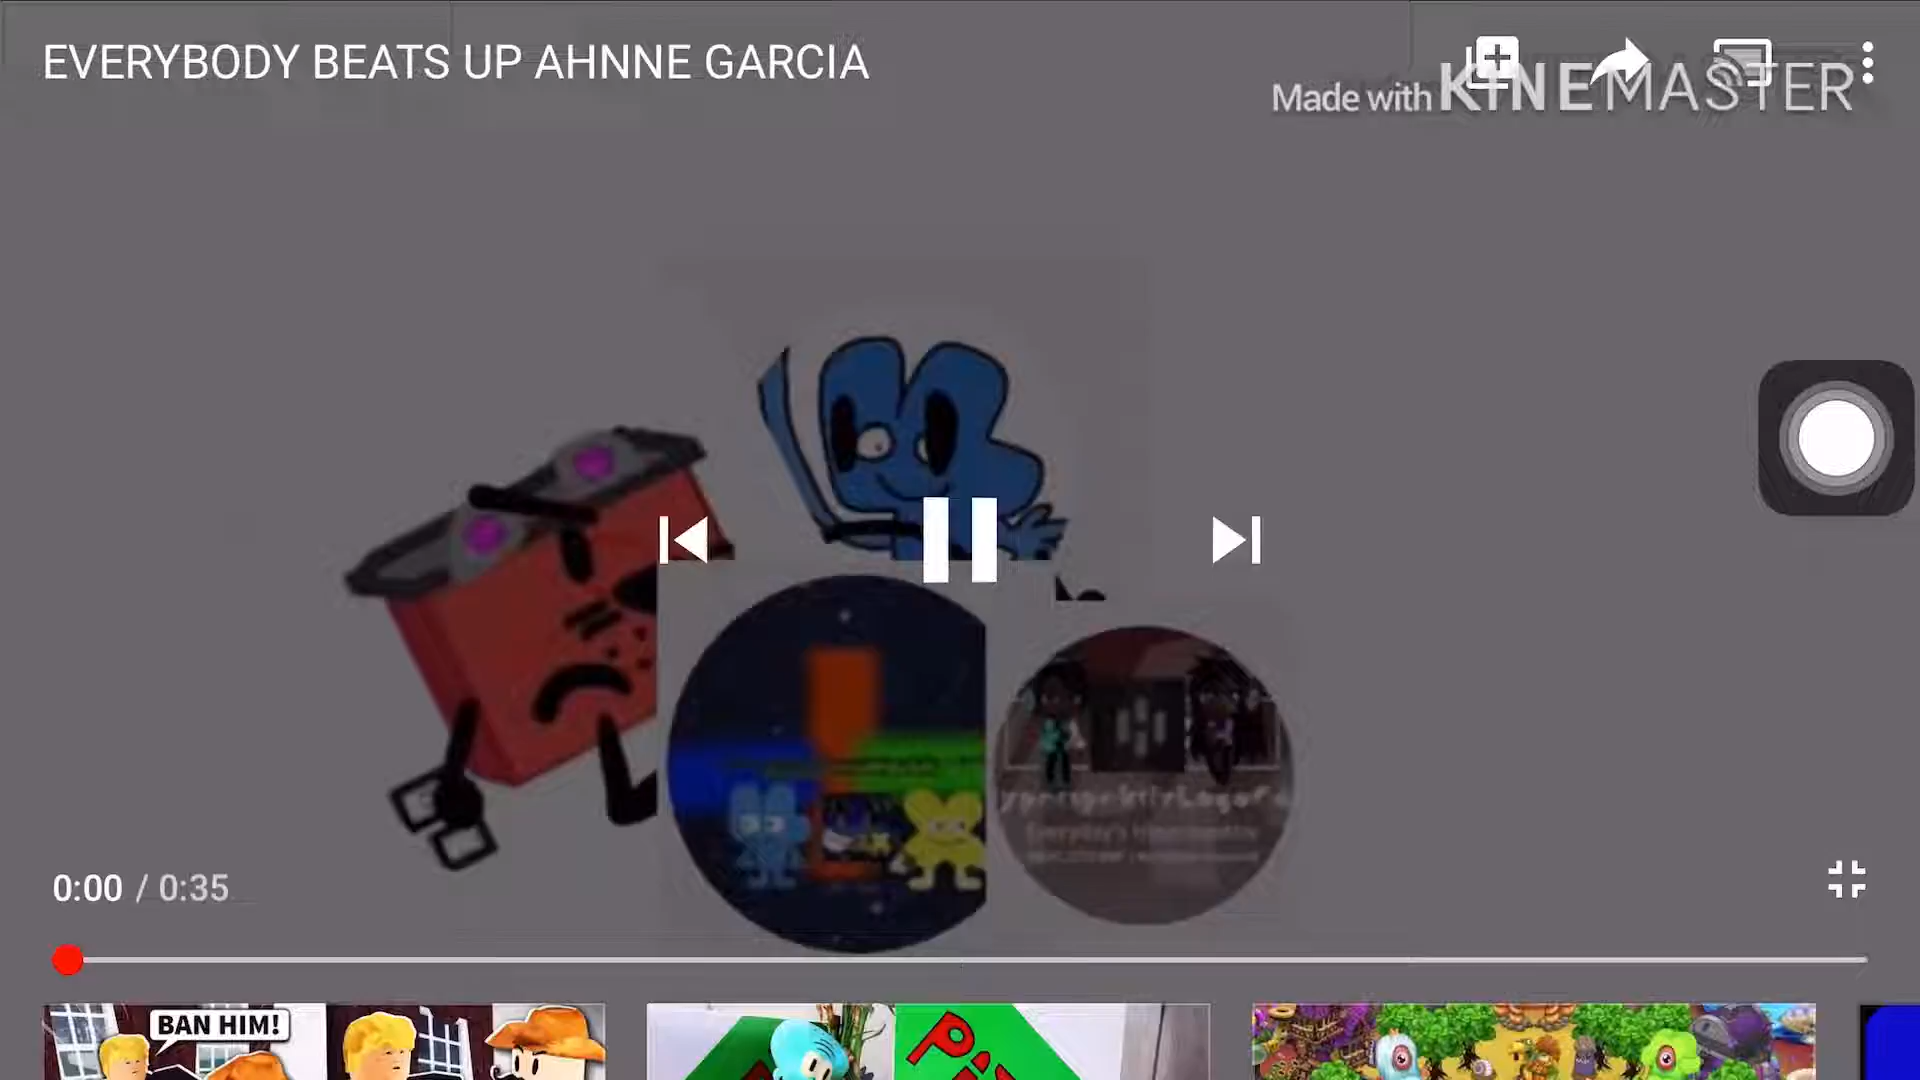 EVERYBODY BEATS UP AHNNE GARCIA
Made with KINEMASTER
0:00 / 0:35
BAN HIM!